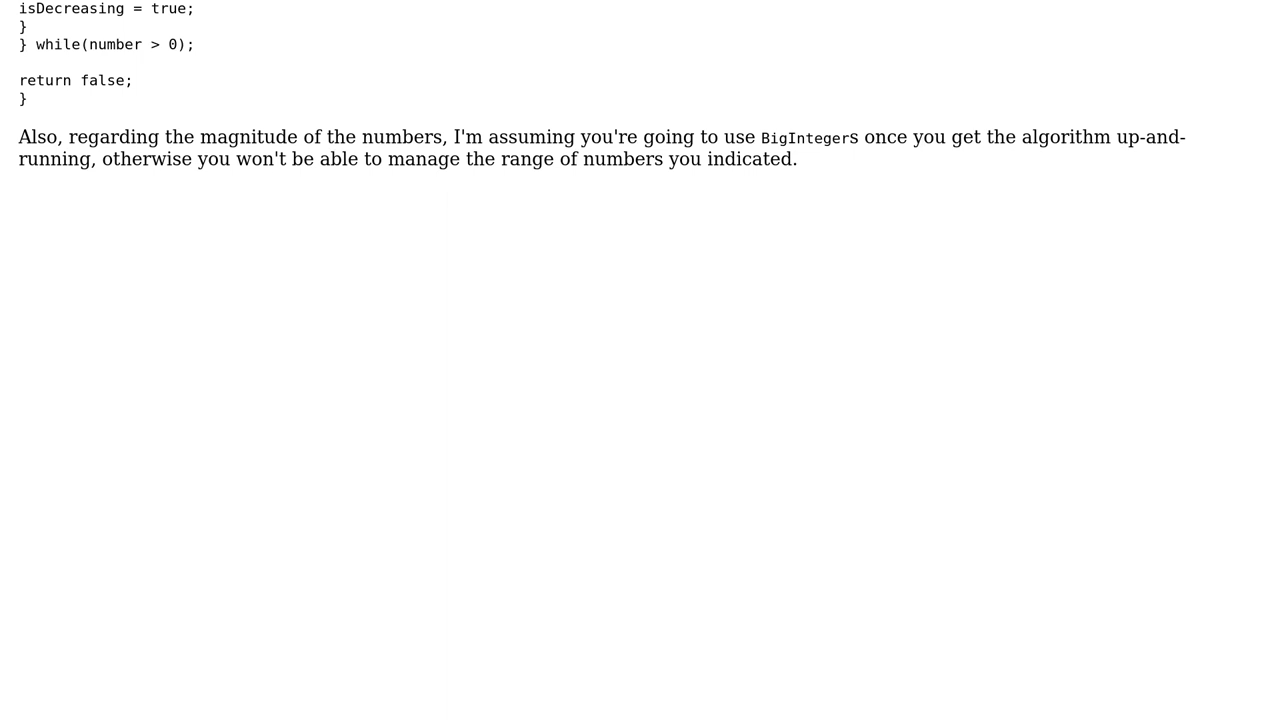 isDecreasing = true;
}
} while(number > 0);
return false;
}
Also, regarding the magnitude of the numbers, I'm assuming you're going to use BigIntegers once you get the algorithm up-and-
running, otherwise you won't be able to manage the range of numbers you indicated.